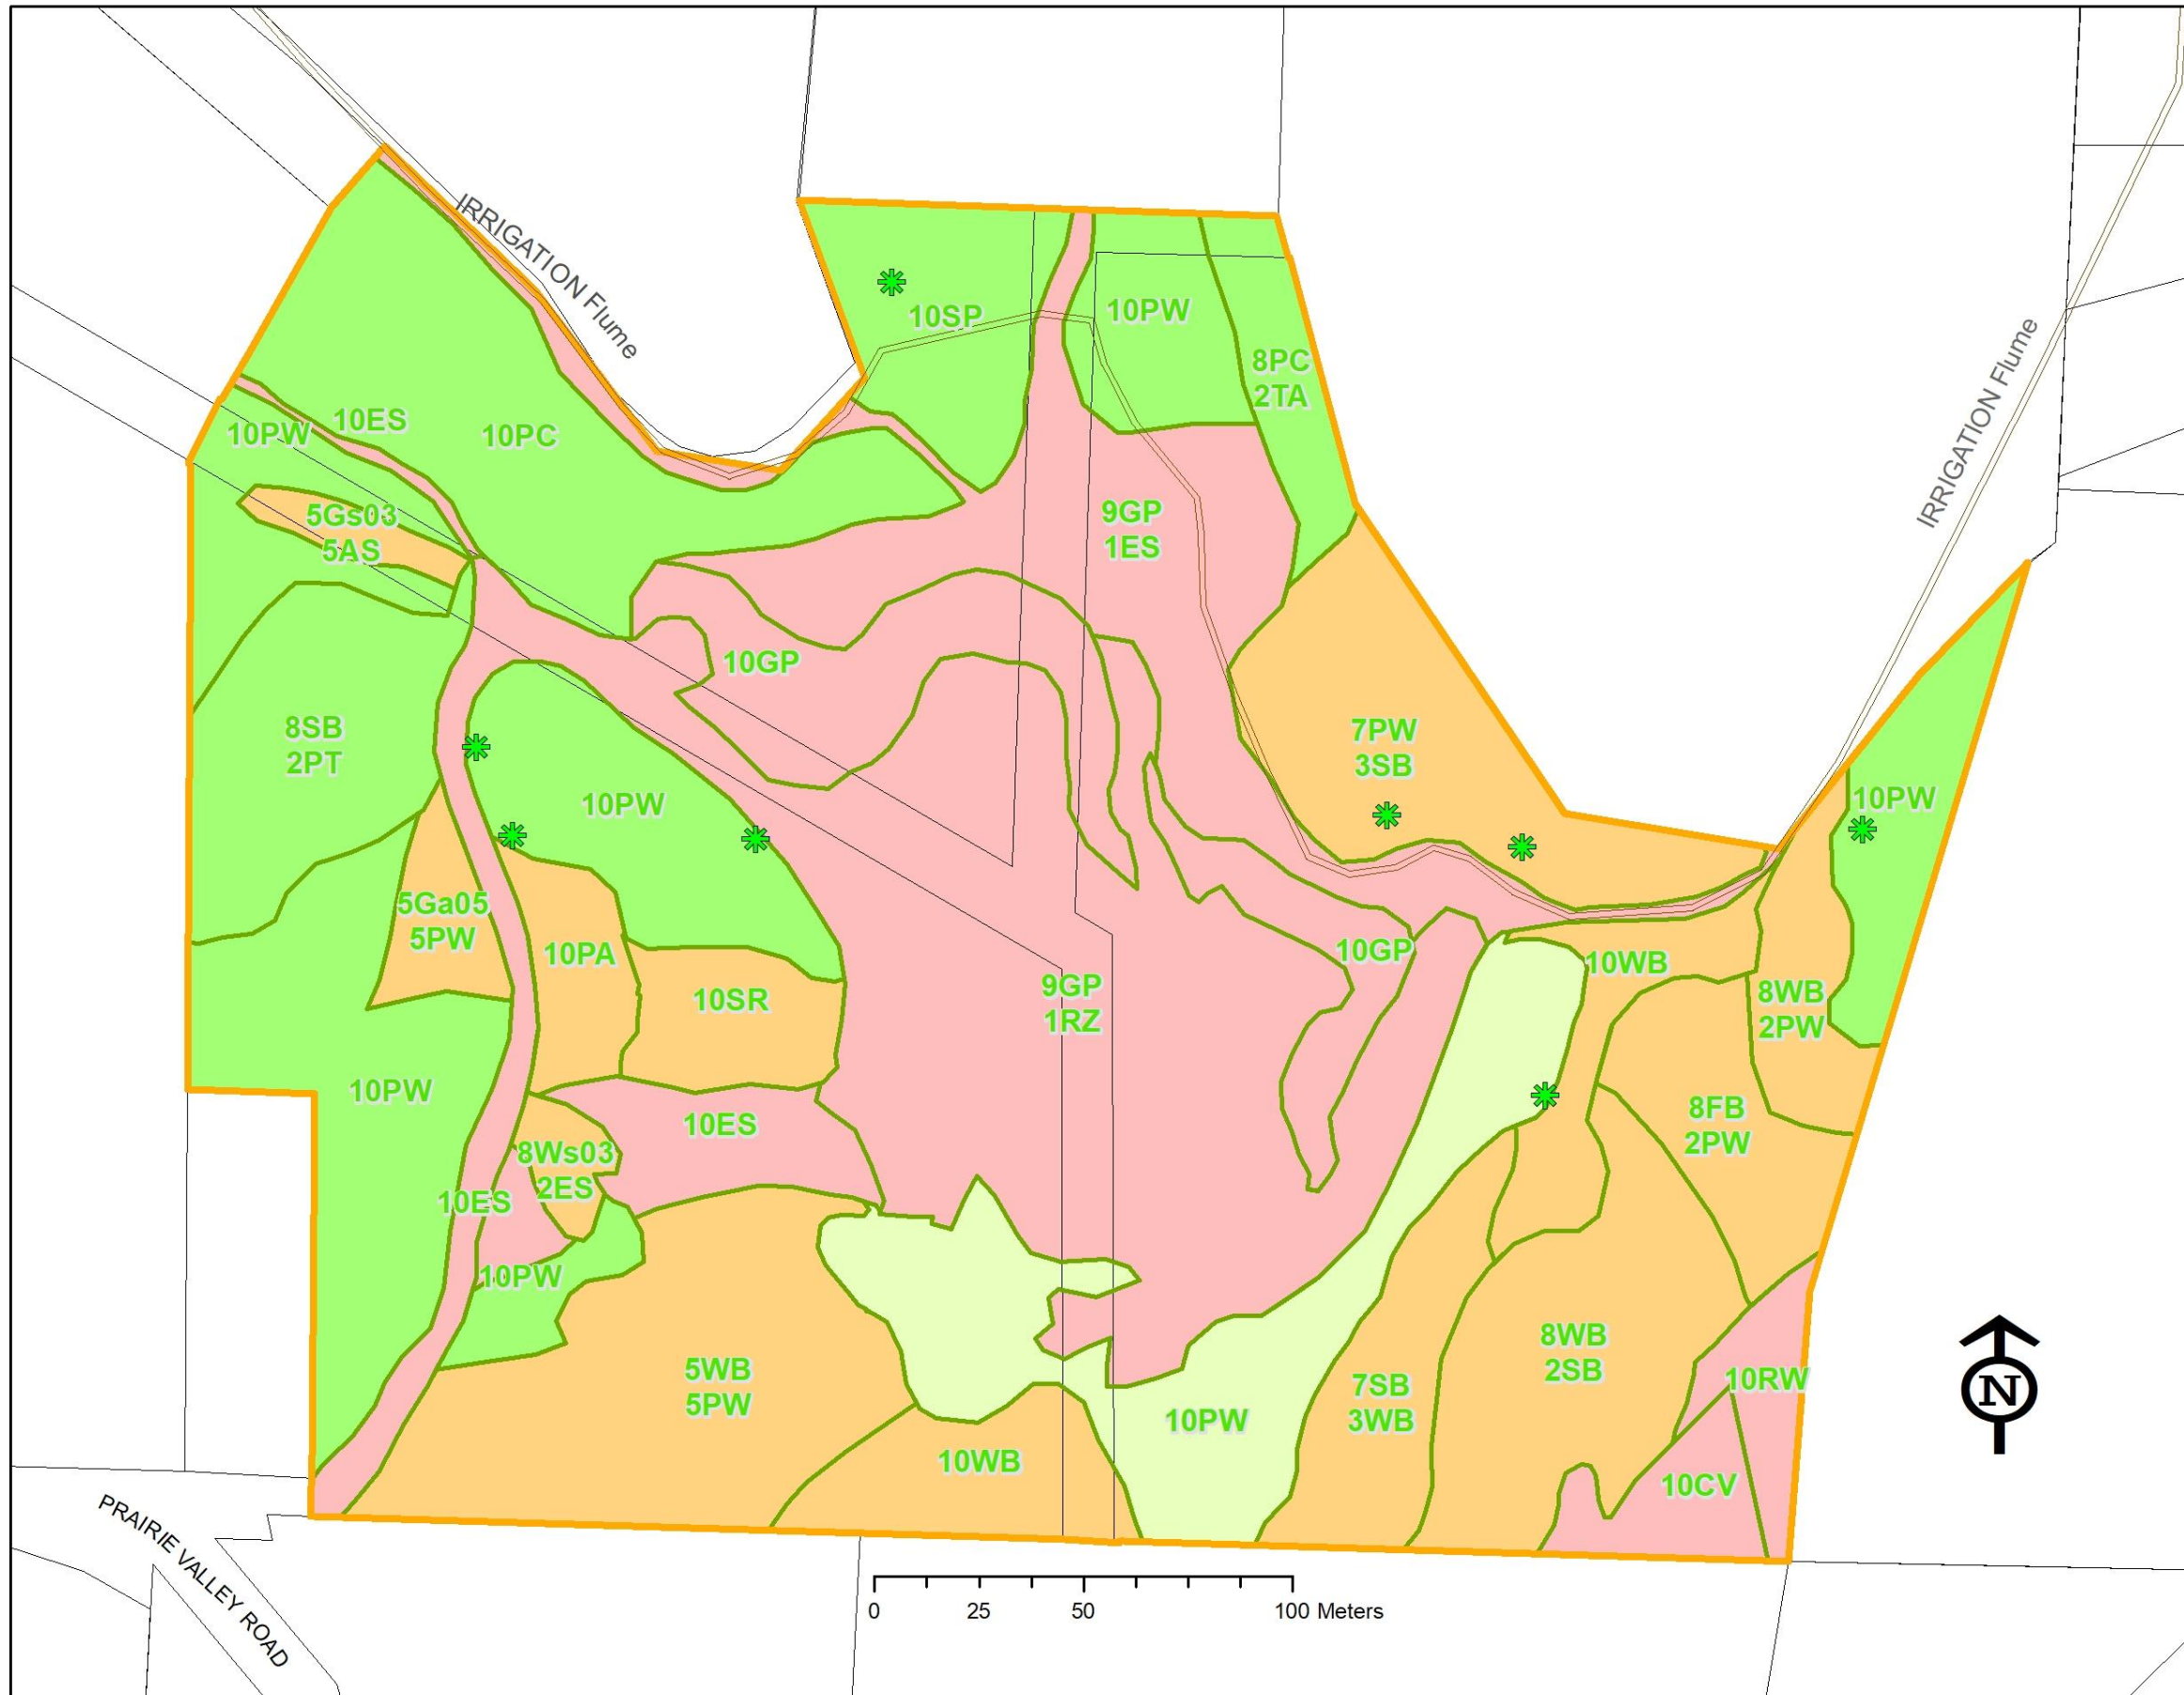 IRRIGATION Flume
10SP
10PW
IRRIGATION Flume
8PC
2TA
10ES
10PW
10PC
5Gs03
5AS
9GP
1ES
10GP
8SB
2PT
7PW
3SB
10PW
10PW
5Ga05
5PW
10PA
10SR
10GP
10WB
9GP
1RZ
8WB
2PW
10PW
10ES
8FB
2PW
8Ws03
2ES
10ES
10PW
5WB
5PW
8WB
2SB
7SB
3WB
10RW
10PW
10WB
10CV
N
PRAIRIE VALLEY ROAD
0 25 50 100 Meters